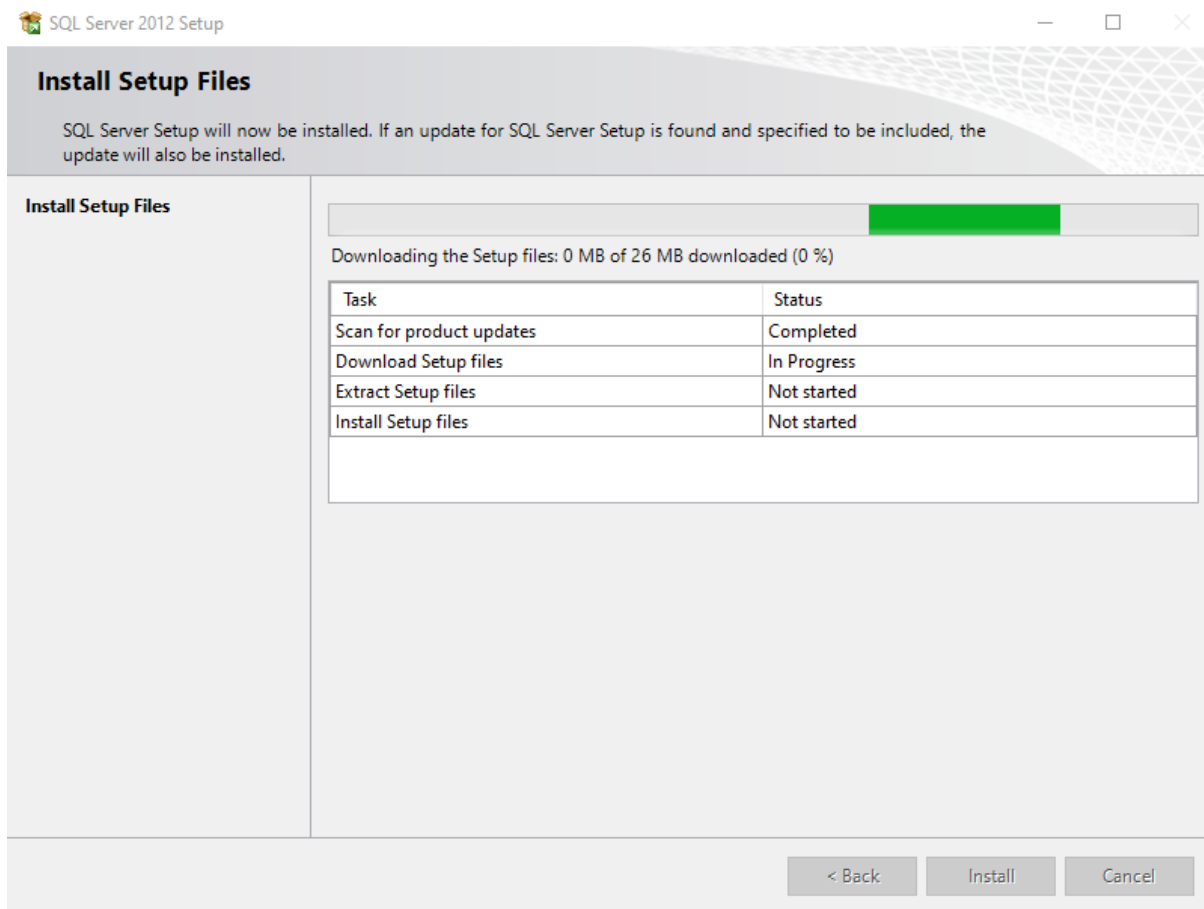 SQL Server 2012 Setup
Install Setup Files
SQL Server Setup will now be installed. If an update for SQL Server Setup is found and specified to be included, the
update will also be installed.
Install Setup Files
Downloading the Setup files: 0 MB of 26 MB downloaded (0 %)
Task Status
Scan for product updates Completed
Download Setup files In Progress
Extract Setup files Not started
Install Setup files Not started
< Back Install Cancel